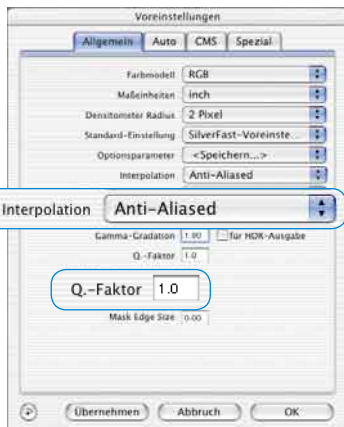 Voreinstellungen
Allgemein Auto CMS Spezial
Farbmodell RGB
Maßeinheiten inch
Densitometer Radius 2 Pixel
Standard-Einstellung SilverFast-Voreinste...
Optionsparameter <Speichern...>
Interpolation Anti-Aliased
Interpolation Anti-Aliased
Gamma-Gradation 1.80 für HDR-Ausgabe
Q.-Faktor 1.0
Q.-Faktor 1.0
Mask Edge Size 0.00
Übernehmen Abbruch OK